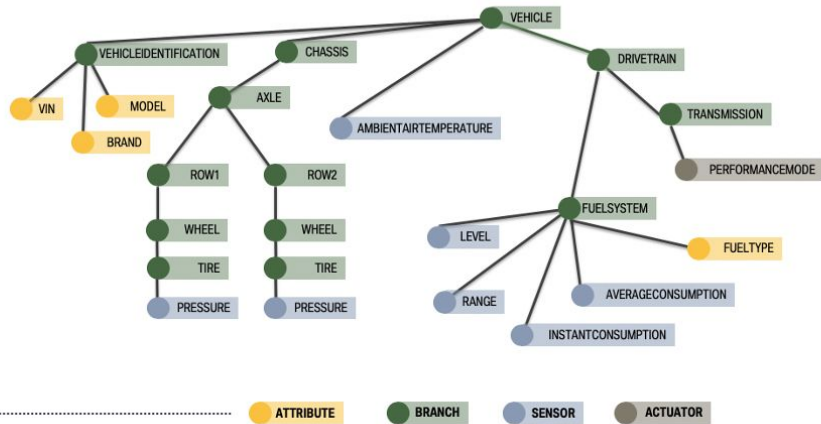 VEHICLE
VEHICLEIDENTIFICATION
CHASSIS
DRIVETRAIN
VIN
MODEL
BRAND
AXLE
AMBIENTAIRTEMPERATURE
TRANSMISSION
PERFORMANCEMODE
ROW1
ROW2
WHEEL
WHEEL
TIRE
TIRE
PRESSURE
PRESSURE
FUELSYSTEM
LEVEL
FUELTYPE
RANGE
AVERAGECONSUMPTION
INSTANTCONSUMPTION
ATTRIBUTE
BRANCH
SENSOR
ACTUATOR